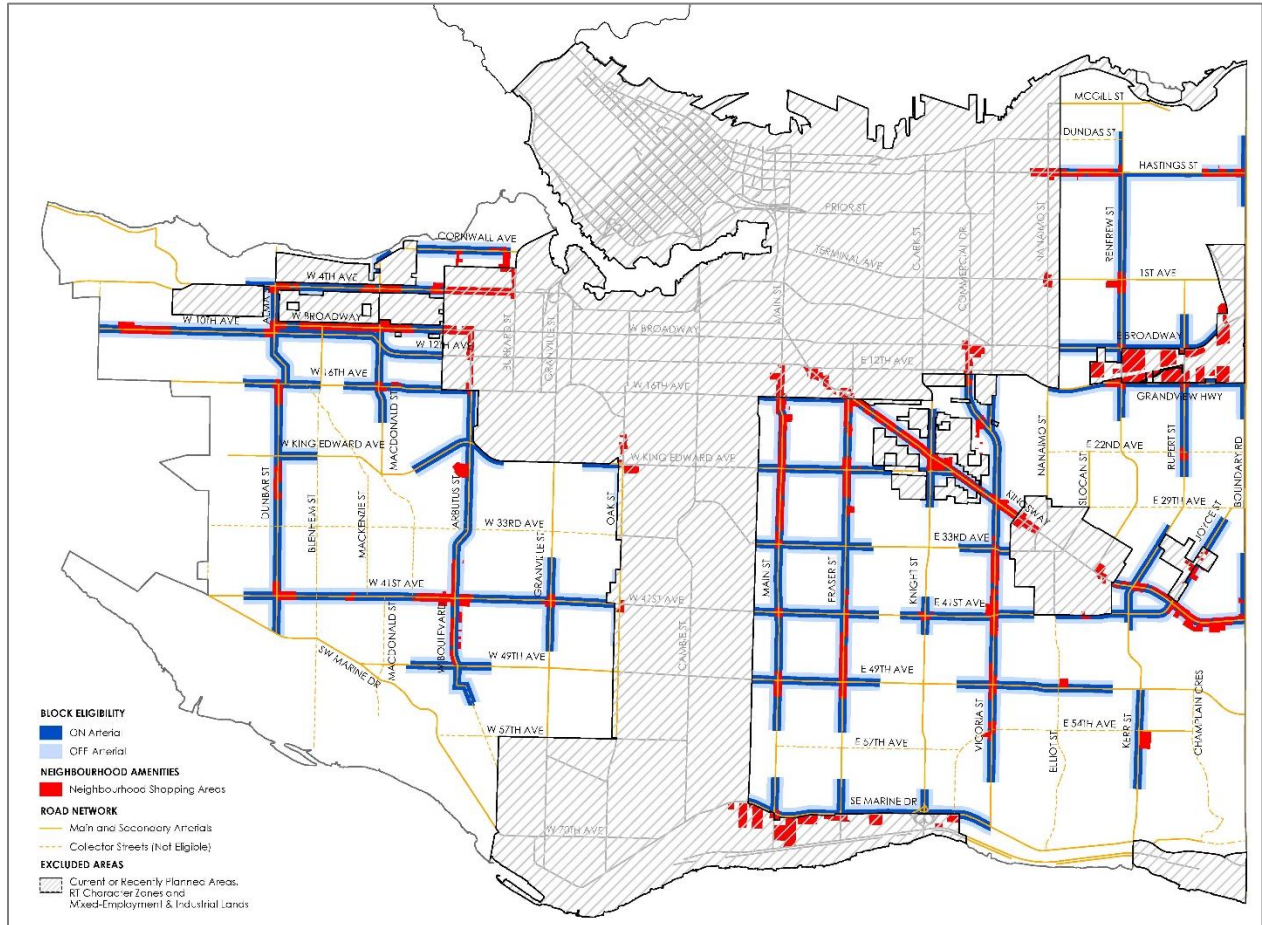 MCGILL ST
DUNDAS ST
HASTINGS ST
PRIOR ST
TERMINAL AVE
CLARK ST
COMMERCIAL DR
NANAIMO ST
RENFREW ST
1ST AVE
CORNWALL AVE
W 4TH AVE
ALMA
W 10TH AVE
W BROADWAY
W 12TH AVE
BURRARD ST
GRANVILLE ST
W BROADWAY
MAIN ST
E BROADWAY
E 12TH AVE
W 16TH AVE
W 16TH AVE
GRANDVIEW HWY
MACDONALD ST
W KING EDWARD AVE
W KING EDWARD AVE
NANAIMO ST
SLOCAN ST
E 22ND AVE
RUPERT ST
BOUNDARY RD
DUNBAR ST
BLENHEIM ST
MACKENZIE ST
ARBUTUS ST
W 33RD AVE
OAK ST
KINGSWAY
E 29TH AVE
JOYCE ST
E 33RD AVE
GRANVILLE ST
MAIN ST
FRASER ST
KNIGHT ST
W 41ST AVE
W 41ST AVE
E 41ST AVE
MACDONALD ST
W BOULEVARD
CAMBIE ST
W 49TH AVE
E 49TH AVE
SW MARINE DR
VICTORIA ST
ELLIOT ST
KERR ST
CHAMPLAIN CRES
E 54TH AVE
W 57TH AVE
E 57TH AVE
SE MARINE DR
W 70TH AVE
BLOCK ELIGIBILITY
ON Arteria
OFF Arterial
NEIGHBOURHOOD AMENITIES
Neighbourhood Shopping Areas
ROAD NETWORK
Main and Secondary Arterials
Collector Streets (Not Eligible)
EXCLUDED AREAS
Current or Recently Planned Areas,
RT Character Zones and
Mixed-Employment & Industrial Lands